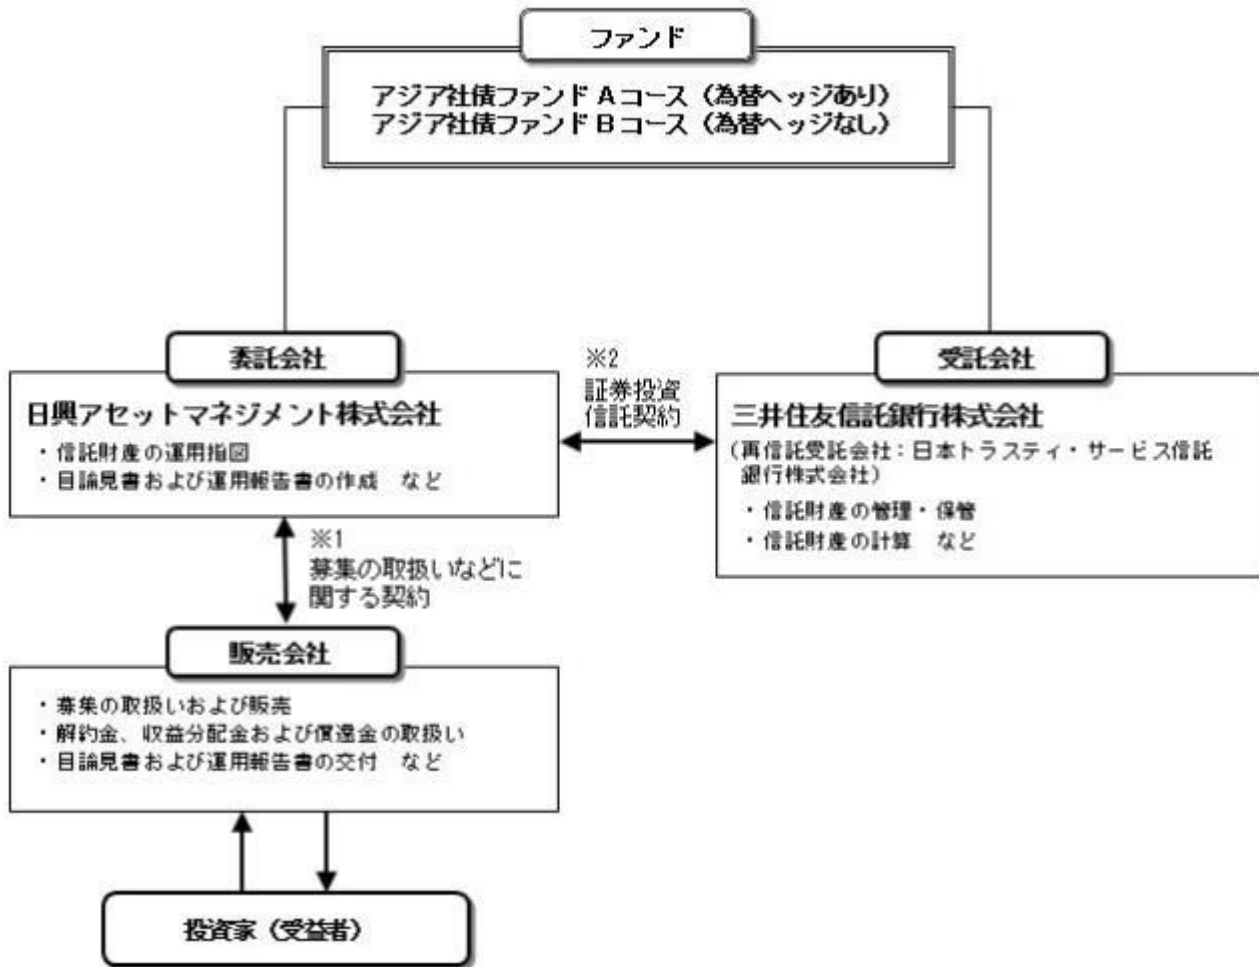 ファンド
アジア社債ファンド Aコース（為替ヘッジあり）
アジア社債ファンド Bコース（為替ヘッジなし）
委託会社
日興アセットマネジメント株式会社
・信託財産の運用指図
・目論見書および運用報告書の作成　など
※2
証券投資
信託契約
受託会社
三井住友信託銀行株式会社
（再信託受託会社：日本トラスティ・サービス信託
銀行株式会社）
・信託財産の管理・保管
・信託財産の計算　など
※1
募集の取扱いなどに
関する契約
販売会社
・募集の取扱いおよび販売
・解約金、収益分配金および償還金の取扱い
・目論見書および運用報告書の交付　など
投資家（受益者）